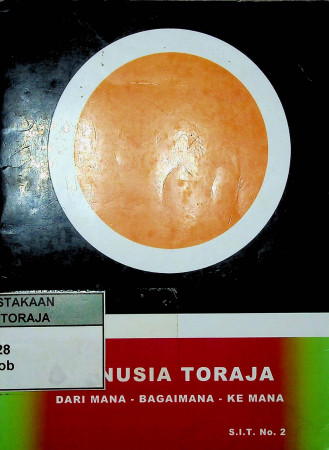 STAKAAN
TORAJA
28
ob
NUSIA TORAJA
DARI MANA - BAGAIMANA - KE MANA
S.I.T. No. 2